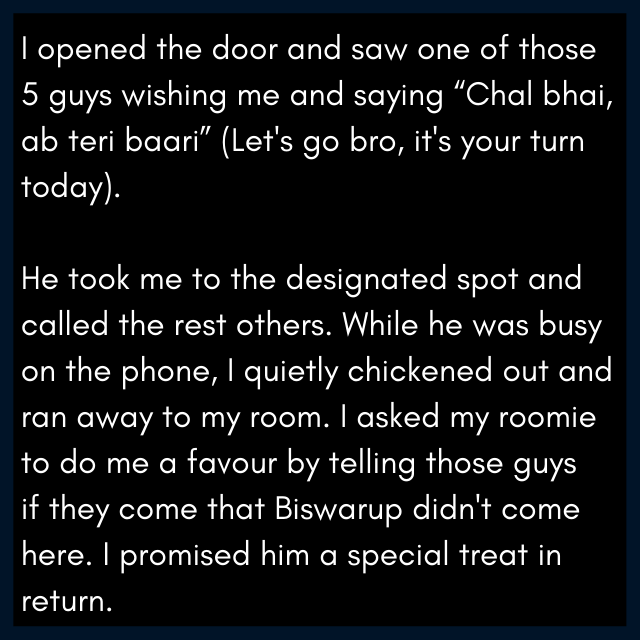 I opened the door and saw one of those
5 guys wishing me and saying “Chal bhai,
ab teri baari” (Let's go bro, it's your turn
today).
He took me to the designated spot and
called the rest others. While he was busy
on the phone, I quietly chickened out and
ran away to my room. I asked my roomie
to do me a favour by telling those guys
if they come that Biswarup didn't come
here. I promised him a special treat in
return.